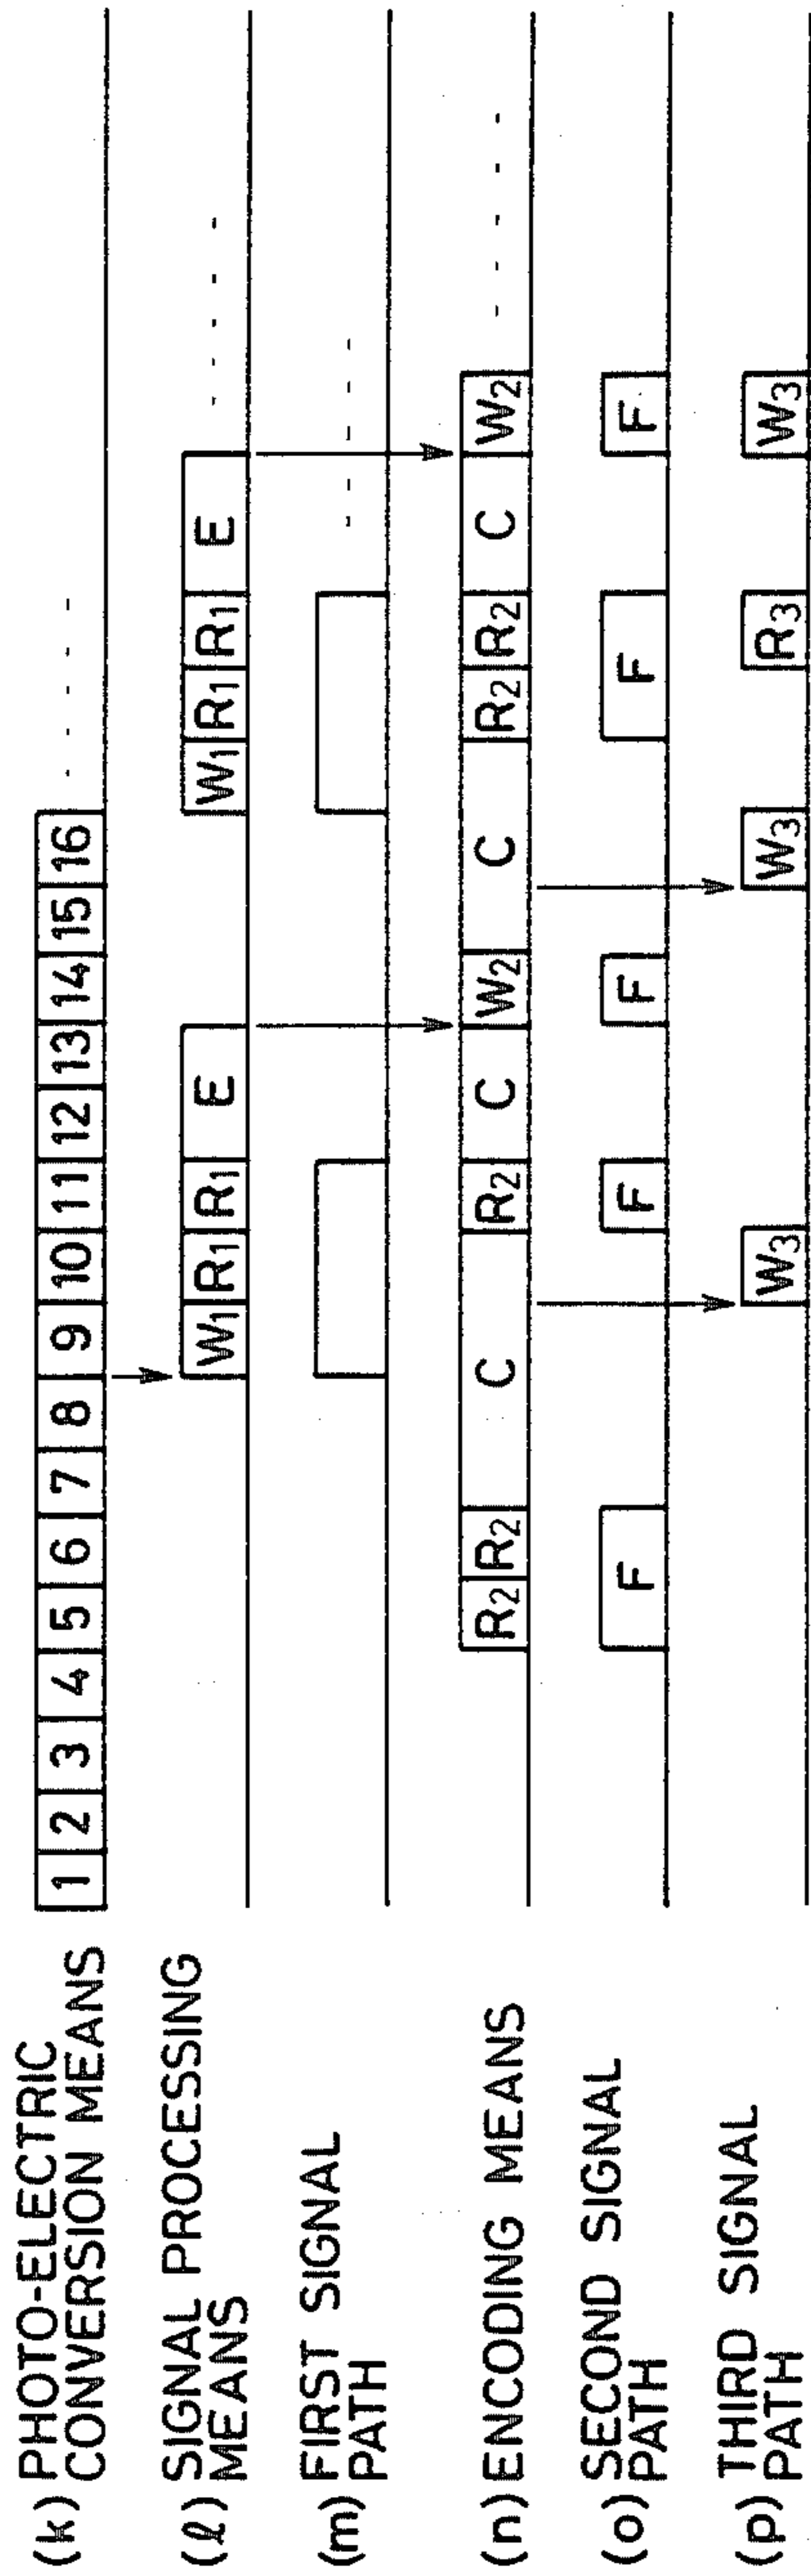 (k) PHOTO-ELECTRIC
CONVERSION MEANS
1 2 3 4 5 6 7 8 9 10 11 12 13 14 15 16
(ℓ) SIGNAL PROCESSING
MEANS
W1 R1 R1 E W1 R1 R1 E
(m) FIRST SIGNAL
PATH
(n) ENCODING MEANS
R2 R2 C R2 C W2 C R2 R2 C W2
(o) SECOND SIGNAL
PATH
F F F F F
(p) THIRD SIGNAL
PATH
W3 W3 R3 W3